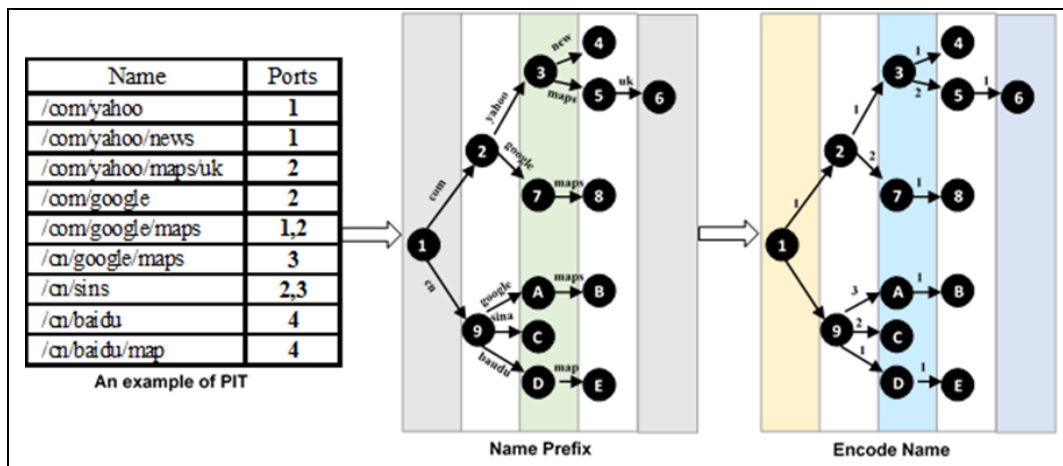 Name Ports
/com/yahoo 1
/com/yahoo/news 1
/com/yahoo/maps/uk 2
/com/google 2
/com/google/maps 1,2
/cn/google/maps 3
/cn/sins 2,3
/cn/baidu 4
/cn/baidu/map 4
An example of PIT
new
4
3
maps
5
uk
6
yahoo
2
google
7
maps
8
com
1
cn
google
A
maps
B
9
sina
C
baudu
D
map
E
Name Prefix
1
4
3
2
5
1
6
1
2
2
7
1
8
1
1
3
A
1
B
9
2
C
1
D
1
E
Encode Name